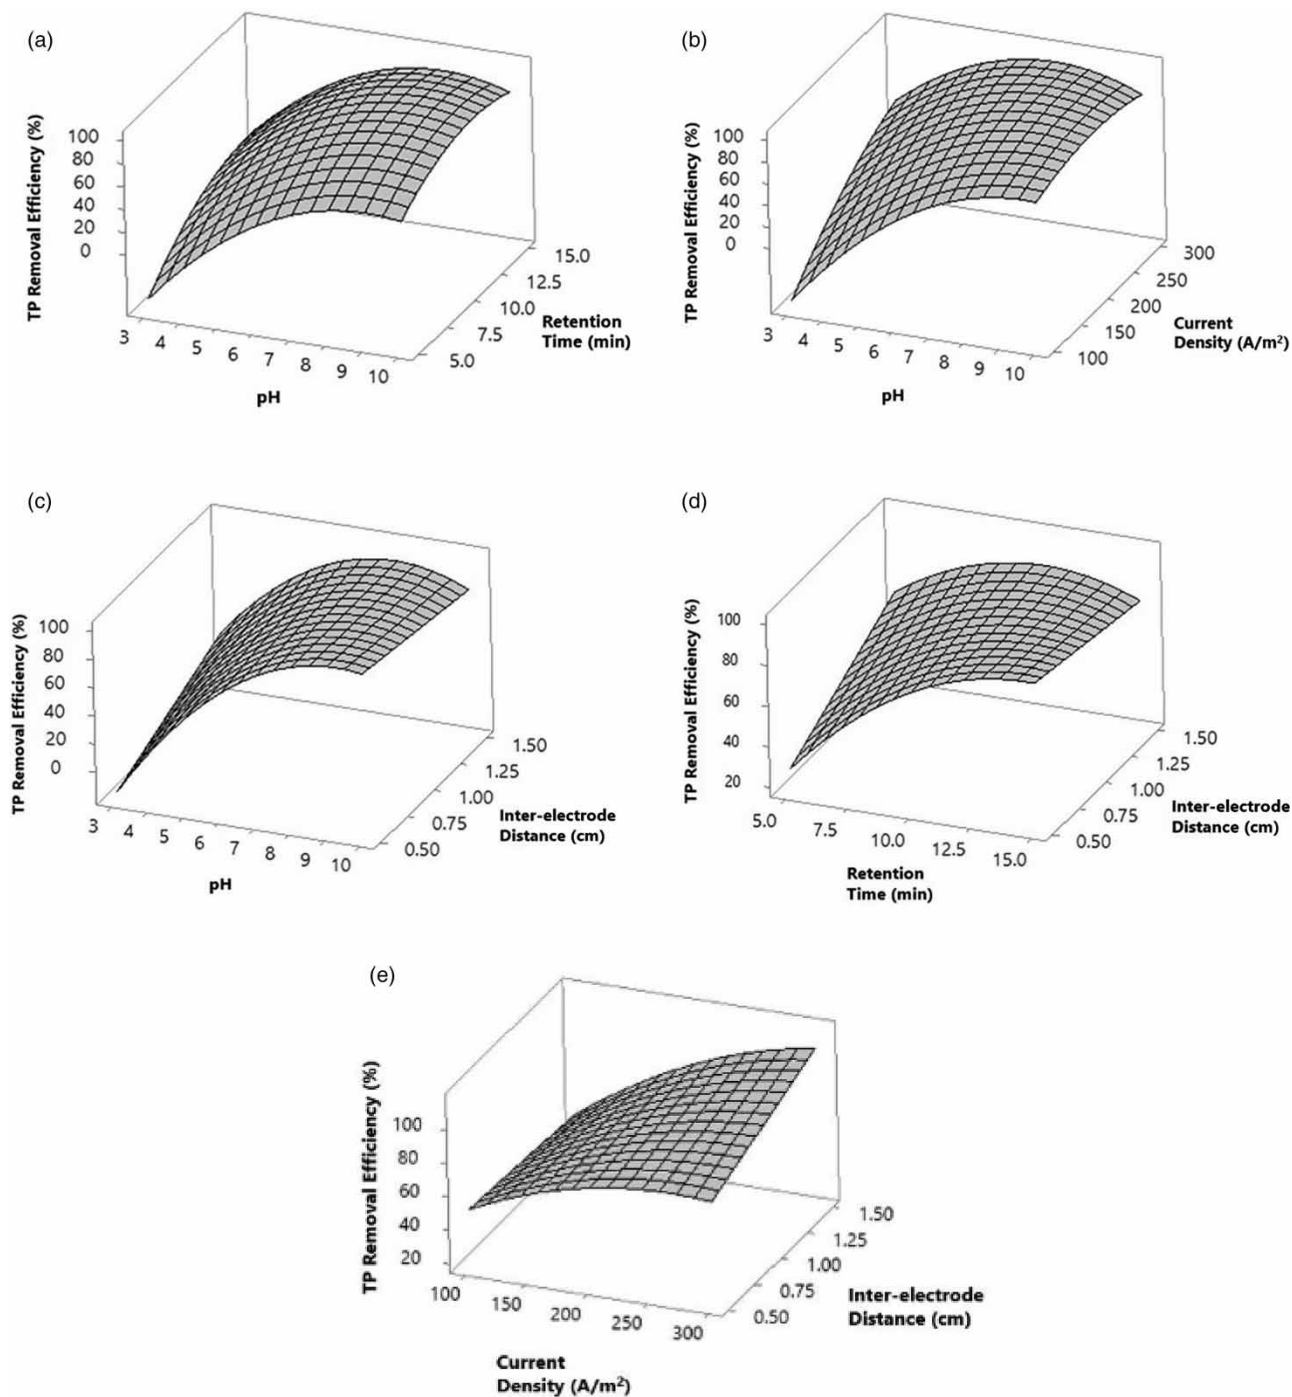 (a)
TP Removal Efficiency (%)
100
80
60
40
20
0
3 4 5 6 7 8 9 10
pH
5.0 7.5 10.0 12.5 15.0
Retention
Time (min)
(b)
TP Removal Efficiency (%)
100
80
60
40
20
0
3 4 5 6 7 8 9 10
pH
100 150 200 250 300
Current
Density (A/m²)
(c)
TP Removal Efficiency (%)
100
80
60
40
20
0
3 4 5 6 7 8 9 10
pH
0.50 0.75 1.00 1.25 1.50
Inter-electrode
Distance (cm)
(d)
TP Removal Efficiency (%)
100
80
60
40
20
5.0 7.5 10.0 12.5 15.0
Retention
Time (min)
0.50 0.75 1.00 1.25 1.50
Inter-electrode
Distance (cm)
(e)
TP Removal Efficiency (%)
100
80
60
40
20
100 150 200 250 300
Current
Density (A/m²)
0.50 0.75 1.00 1.25 1.50
Inter-electrode
Distance (cm)